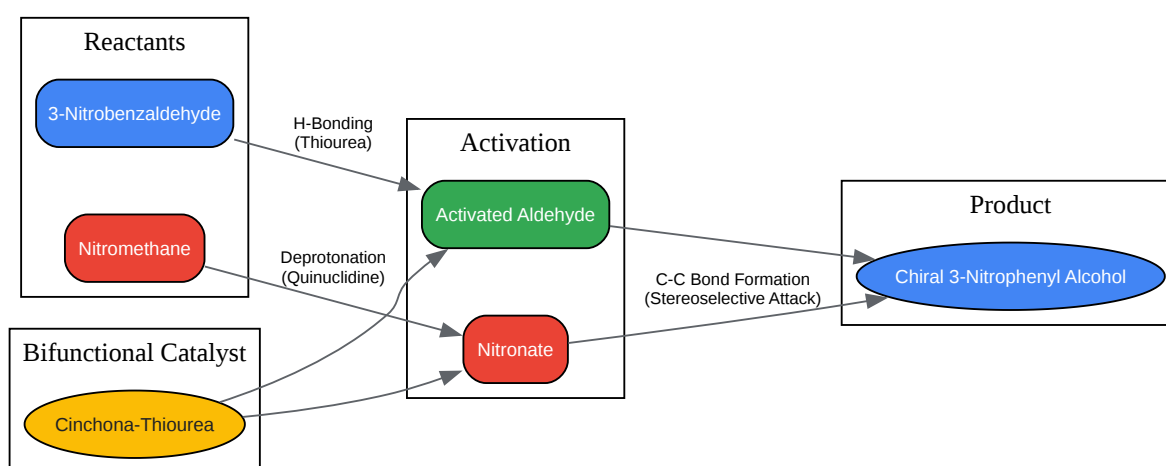 Reactants
3-Nitrobenzaldehyde
Nitromethane
Bifunctional Catalyst
Cinchona-Thiourea
H-Bonding
(Thiourea)
Deprotonation
(Quinuclidine)
Activation
Activated Aldehyde
Nitronate
C-C Bond Formation
(Stereoselective Attack)
Product
Chiral 3-Nitrophenyl Alcohol